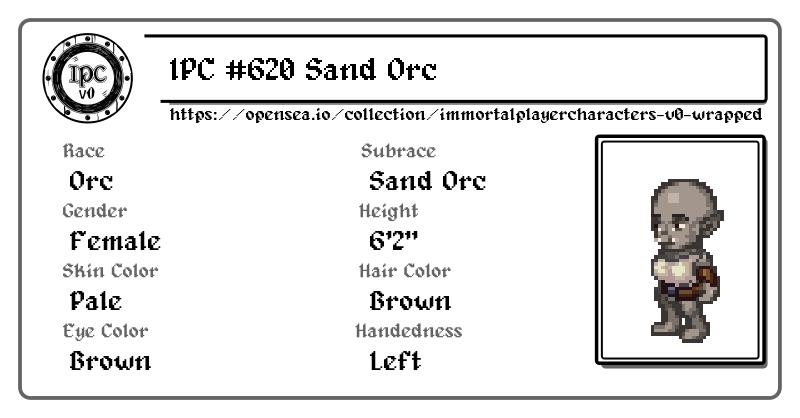 IPC
v0
IPC #620 Sand Orc
https://opensea.io/collection/immortalplayercharacters-v0-wrapped
Race
Subrace
Orc
Sand Orc
Gender
Height
Female
6'2"
Skin Color
Hair Color
Pale
Brown
Eye Color
Handedness
Brown
Left